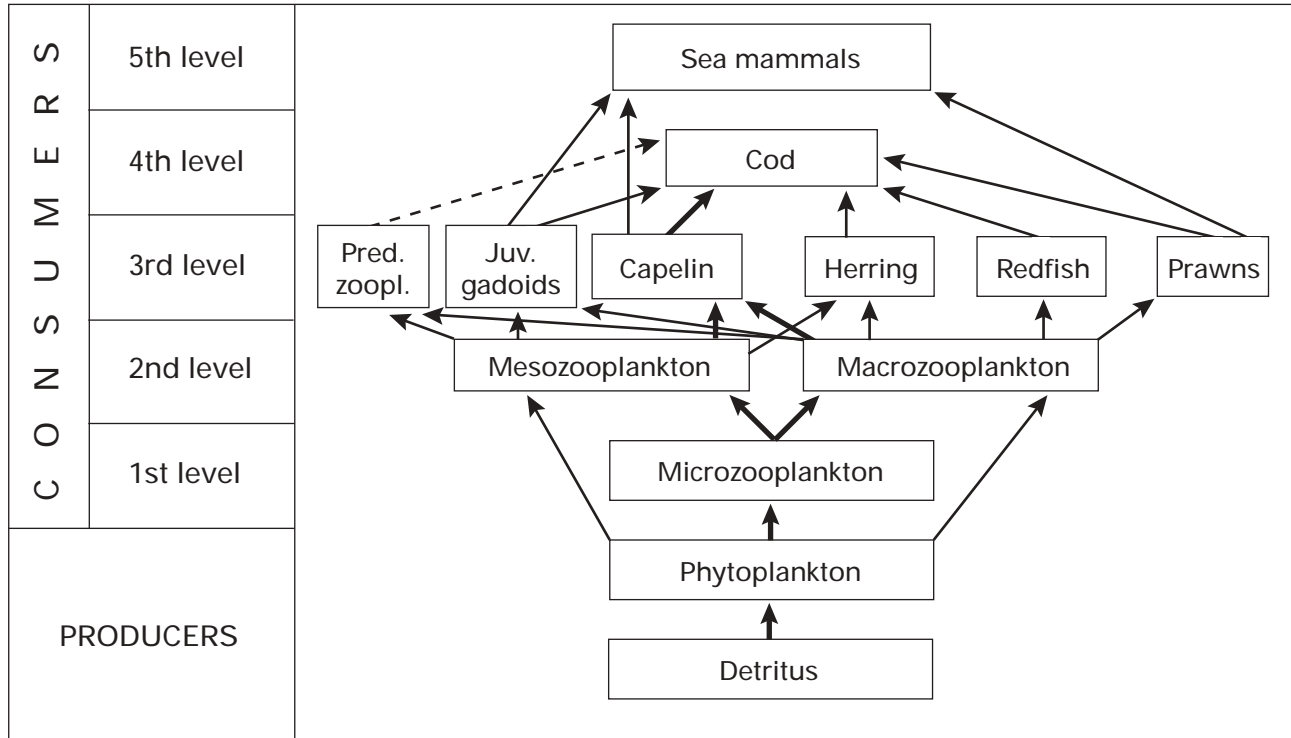 CONSUMERS
5th level
4th level
3rd level
2nd level
1st level
PRODUCERS
Sea mammals
Cod
Pred.
zoopl.
Juv.
gadoids
Capelin
Herring
Redfish
Prawns
Mesozooplankton
Macrozooplankton
Microzooplankton
Phytoplankton
Detritus